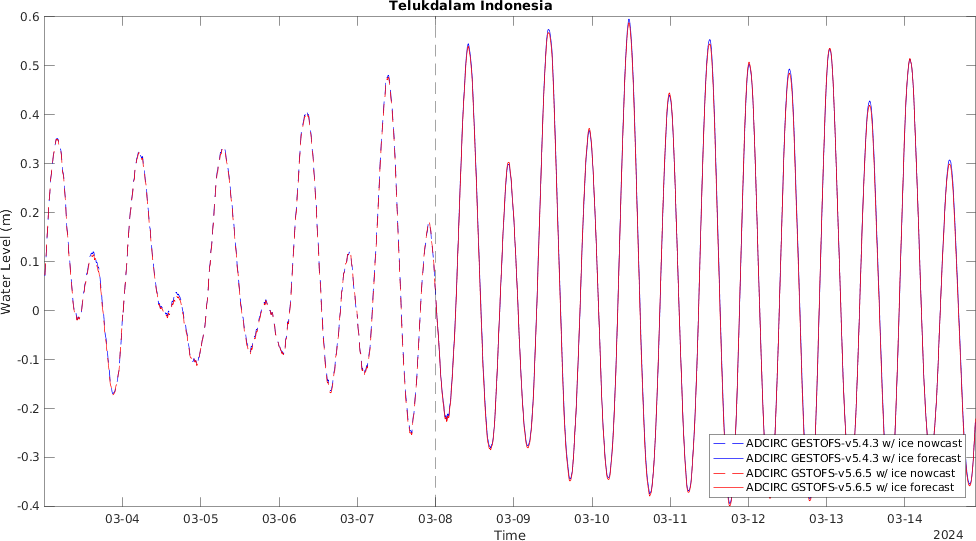 Telukdalam Indonesia
Water Level (m)
0.6
0.5
0.4
0.3
0.2
0.1
0
-0.1
-0.2
-0.3
-0.4
ADCIRC GESTOFS-v5.4.3 w/ ice nowcast
ADCIRC GESTOFS-v5.4.3 w/ ice forecast
ADCIRC GSTOFS-v5.6.5 w/ ice nowcast
ADCIRC GSTOFS-v5.6.5 w/ ice forecast
03-04 03-05 03-06 03-07 03-08 03-09 03-10 03-11 03-12 03-13 03-14
Time
2024